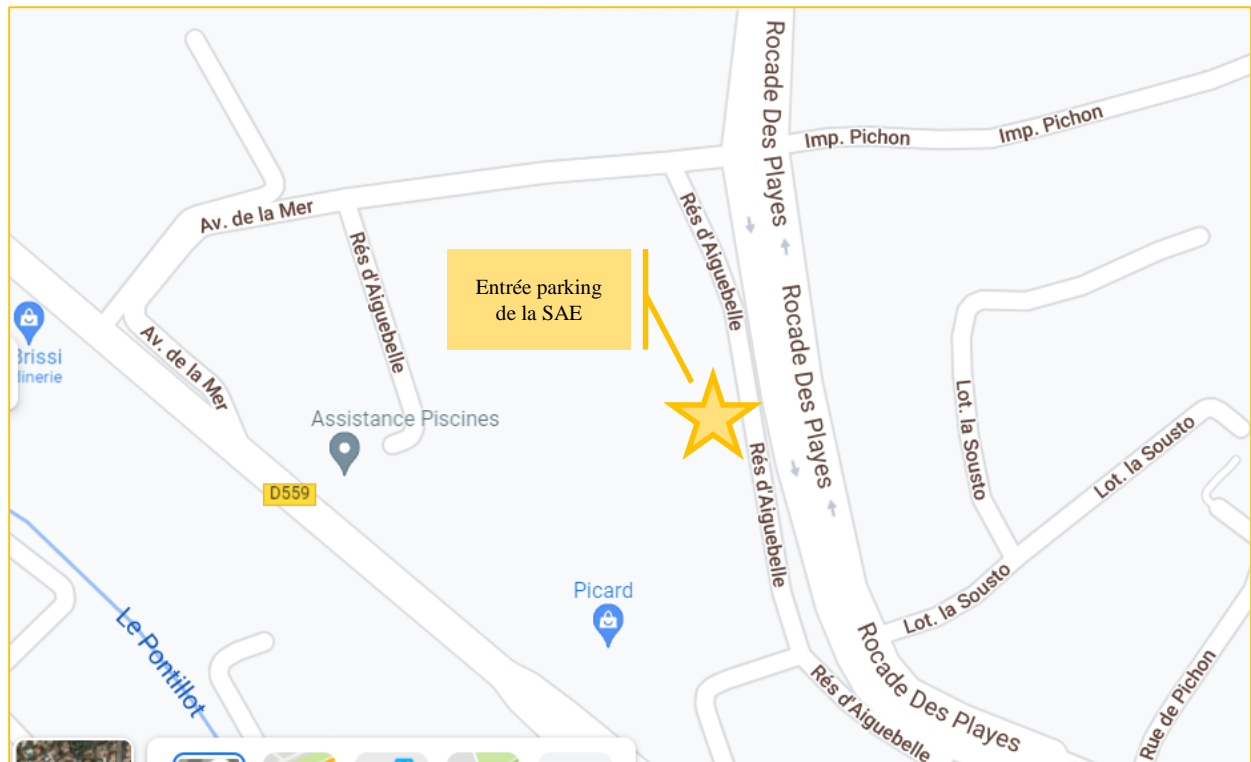 Rocade Des Playes
Imp. Pichon
Imp. Pichon
Av. de la Mer
Rés d'Aiguebelle
Rés d'Aiguebelle
Entrée parking
de la SAE
Rocade Des Playes
Brissi
linerie
Av. de la Mer
Assistance Piscines
D559
Lot. la Sousto
Lot. la Sousto
Rés d'Aiguebelle
Picard
Lot. la Sousto
Le Pontillot
Rocade Des Playes
Rés d'Aiguebelle
Rue de Pichon